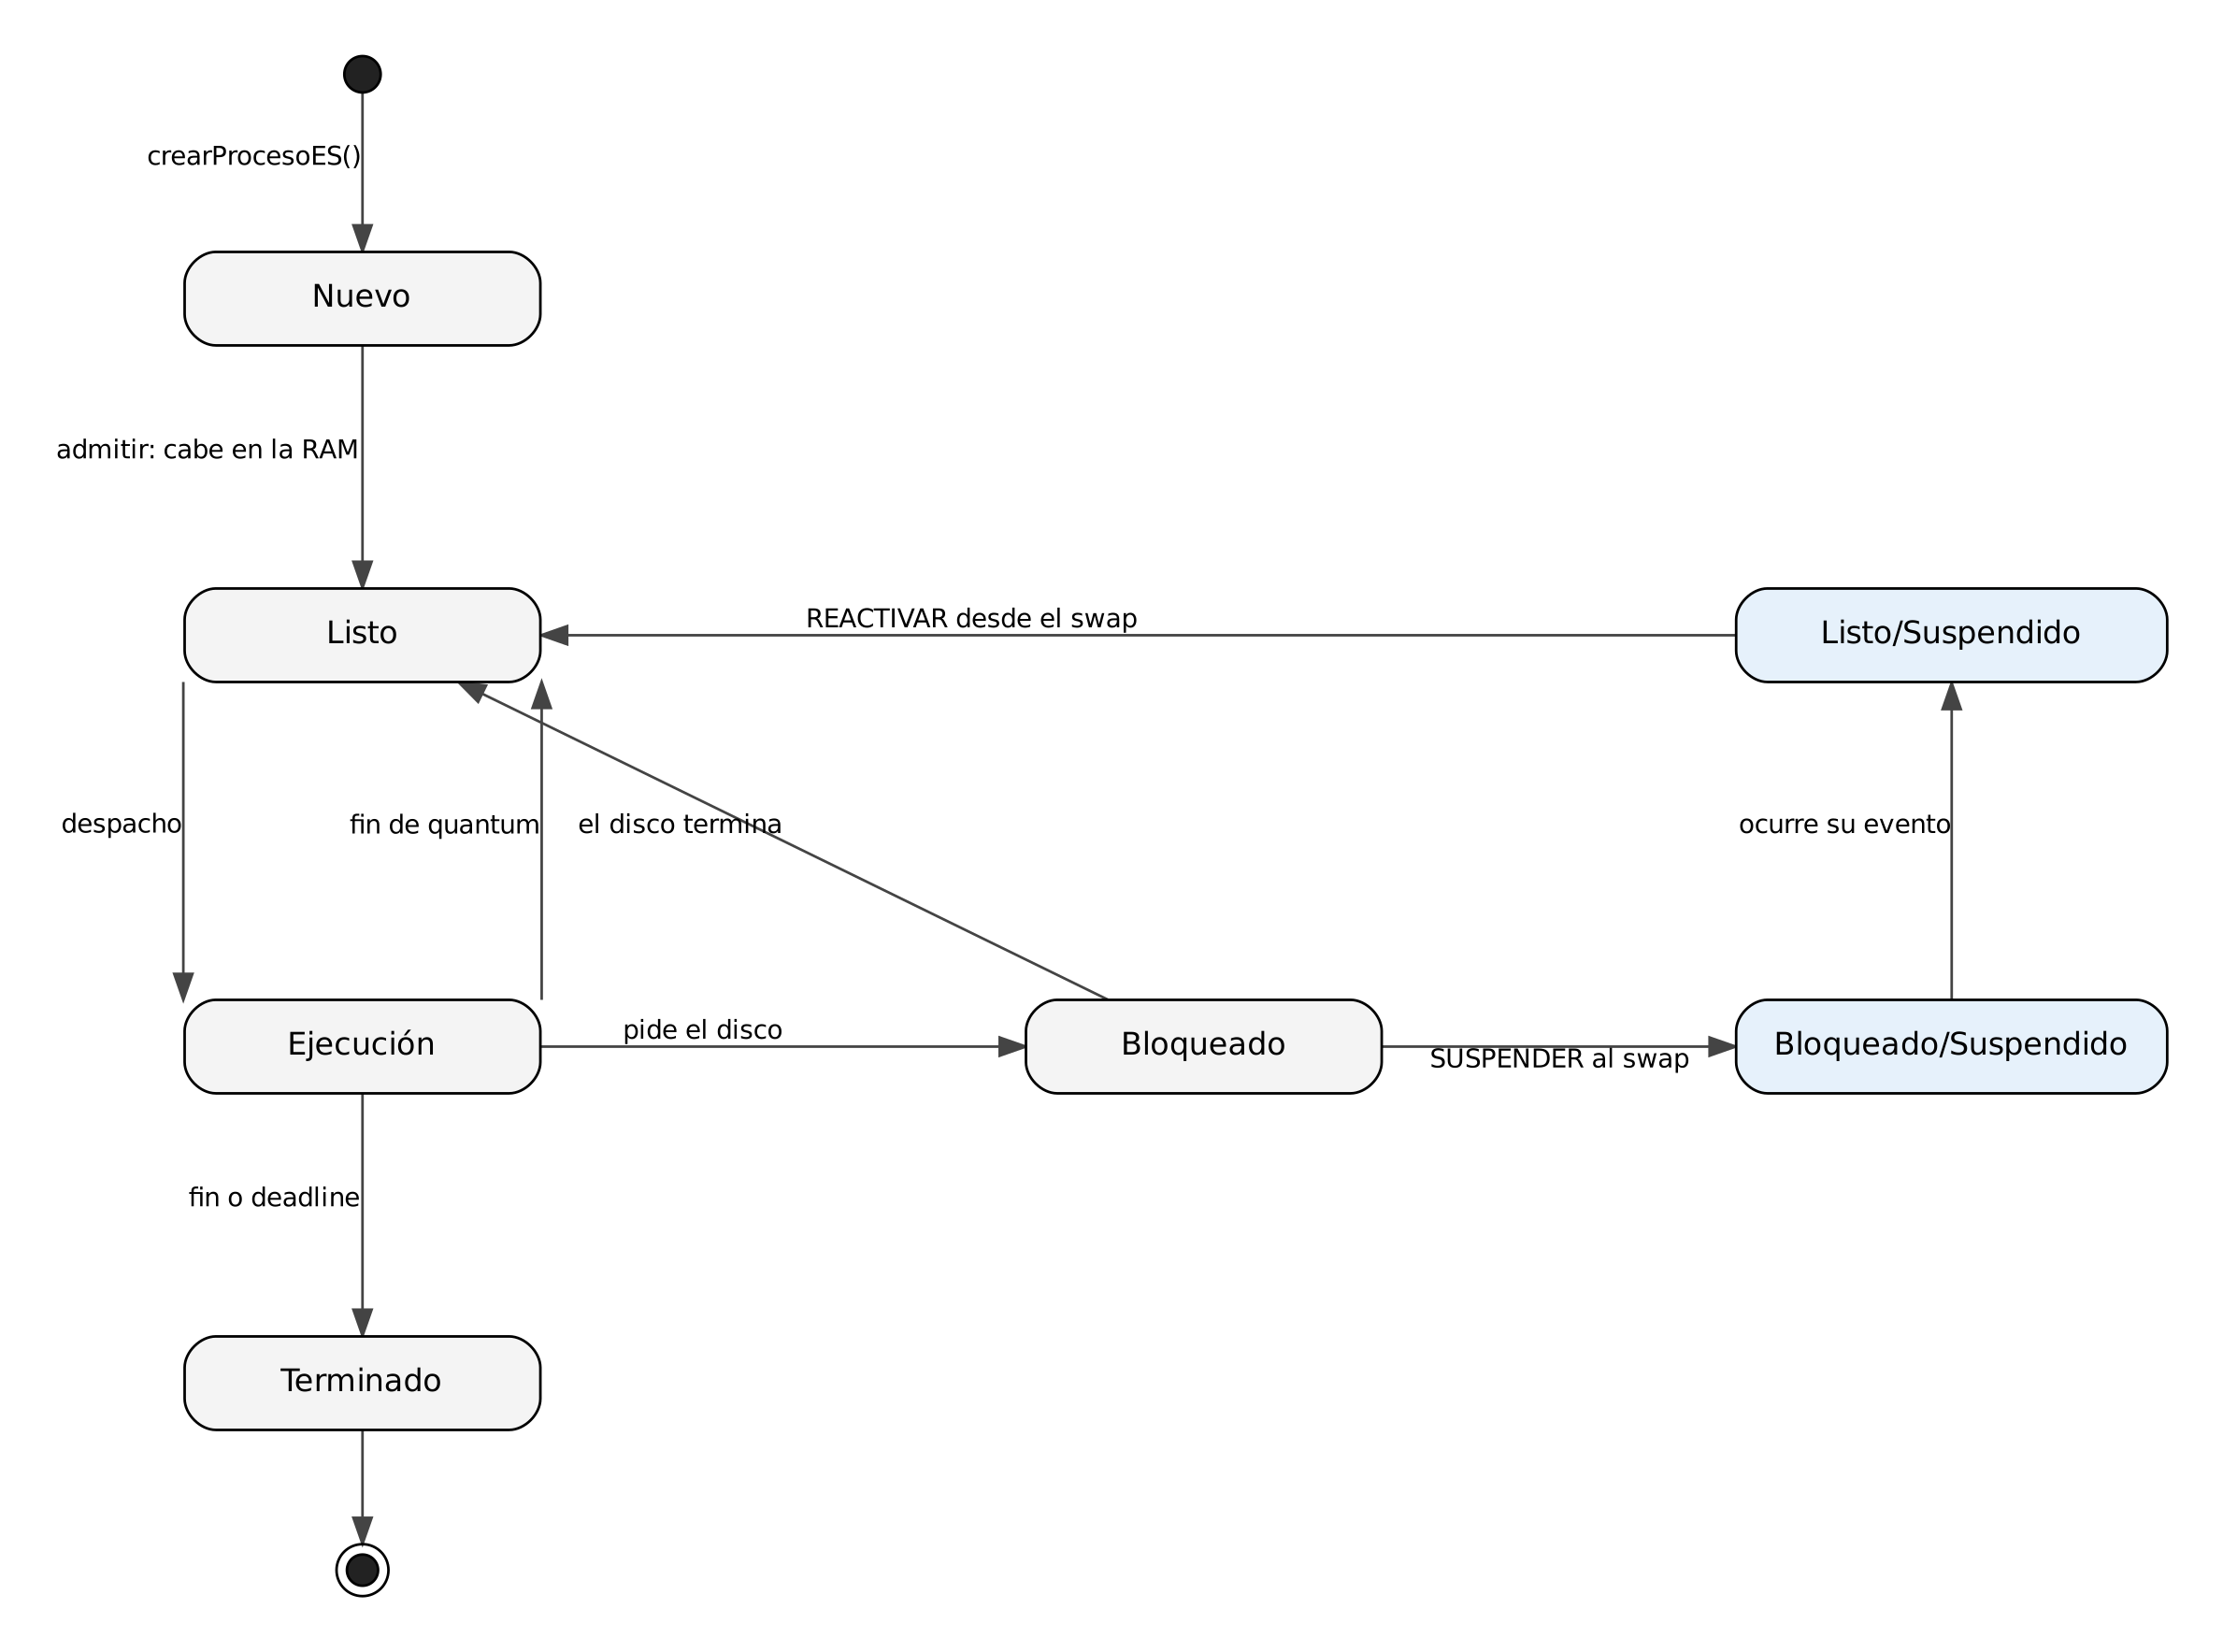 crearProcesoES()
Nuevo
admitir: cabe en la RAM
REACTIVAR desde el swap
Listo
Listo/Suspendido
despacho
fin de quantum
el disco termina
ocurre su evento
pide el disco
Ejecución
Bloqueado
SUSPENDER al swap
Bloqueado/Suspendido
fin o deadline
Terminado